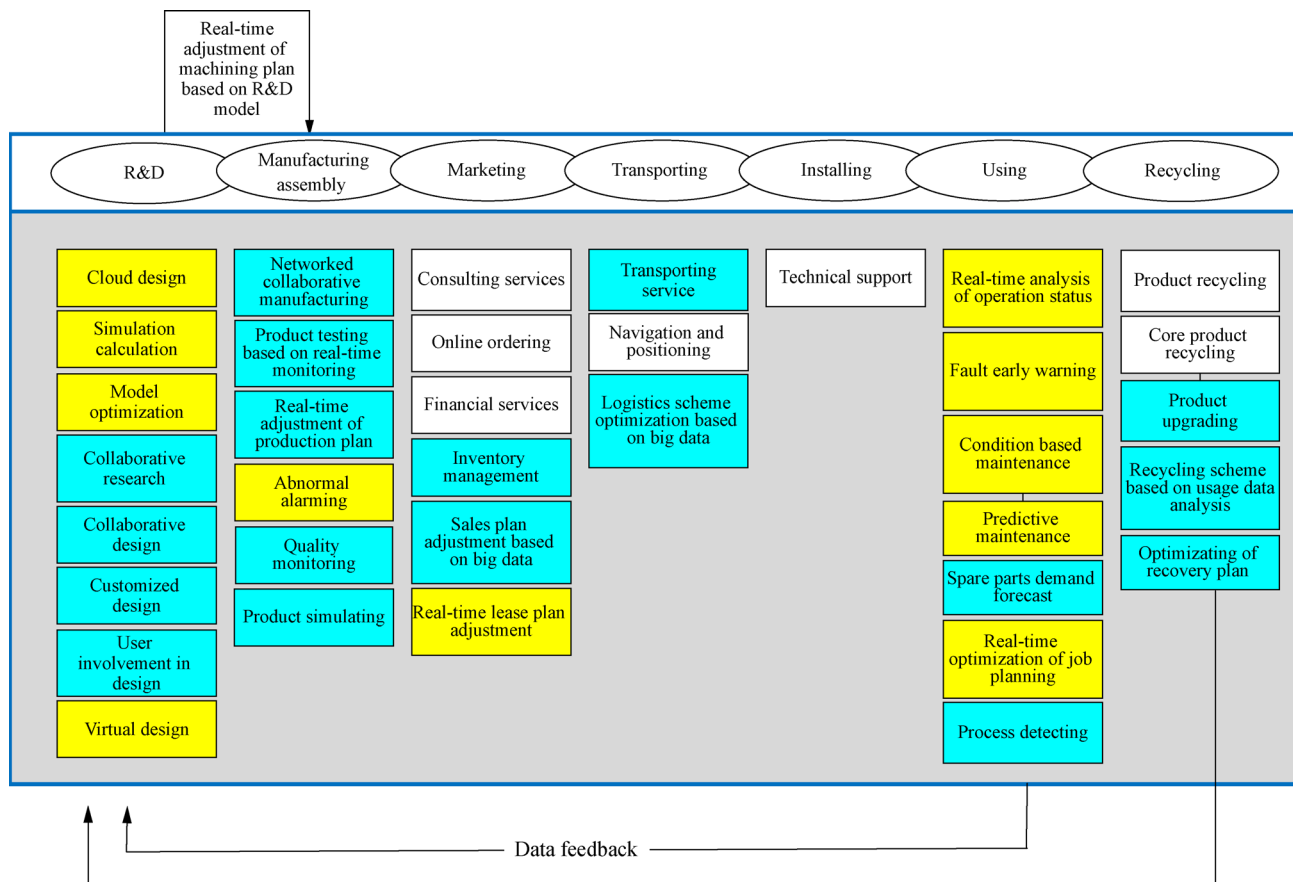 Real-time
adjustment of
machining plan
based on R&D
model
R&D
Manufacturing
assembly
Marketing
Transporting
Installing
Using
Recycling
Cloud design
Simulation
calculation
Model
optimization
Collaborative
research
Collaborative
design
Customized
design
User
involvement in
design
Virtual design
Networked
collaborative
manufacturing
Product testing
based on real-time
monitoring
Real-time
adjustment of
production plan
Abnormal
alarming
Quality
monitoring
Product simulating
Consulting services
Online ordering
Financial services
Inventory
management
Sales plan
adjustment based
on big data
Real-time lease plan
adjustment
Transporting
service
Navigation and
positioning
Logistics scheme
optimization based
on big data
Technical support
Real-time analysis
of operation status
Fault early warning
Condition based
maintenance
Predictive
maintenance
Spare parts demand
forecast
Real-time
optimization of job
planning
Process detecting
Product recycling
Core product
recycling
Product
upgrading
Recycling scheme
based on usage data
analysis
Optimizating of
recovery plan
Data feedback